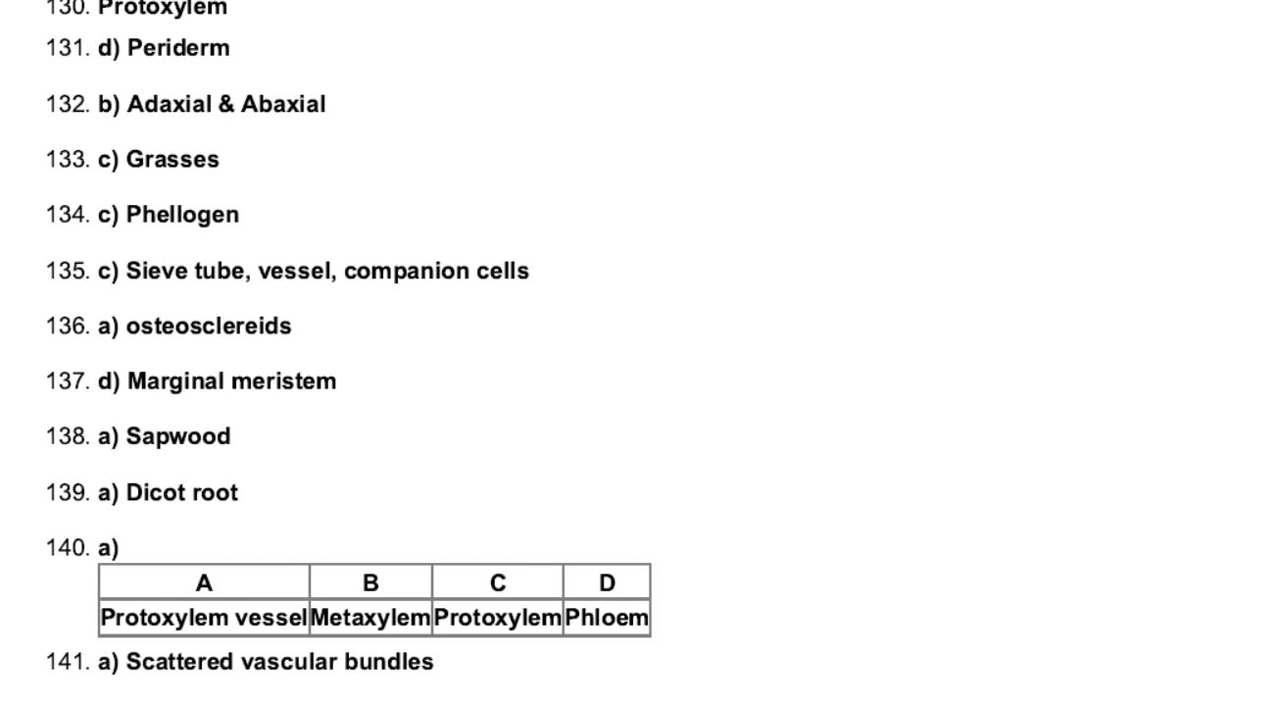 130. Protoxylem
131. d) Periderm
132. b) Adaxial & Abaxial
133. c) Grasses
134. c) Phellogen
135. c) Sieve tube, vessel, companion cells
136. a) osteosclereids
137. d) Marginal meristem
138. a) Sapwood
139. a) Dicot root
140. a)
A B C D
Protoxylem vessel Metaxylem Protoxylem Phloem
141. a) Scattered vascular bundles